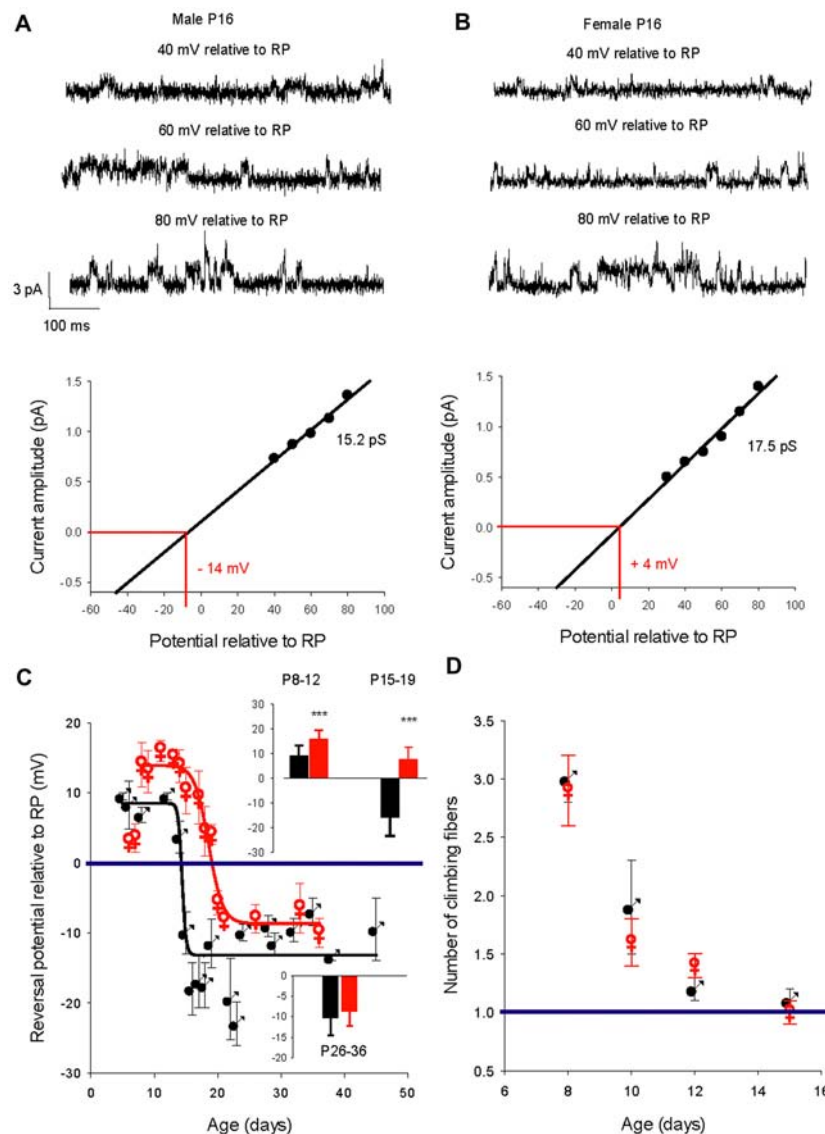 A
Male P16
40 mV relative to RP
60 mV relative to RP
80 mV relative to RP
3 pA
100 ms
B
Female P16
40 mV relative to RP
60 mV relative to RP
80 mV relative to RP
Current amplitude (pA)
1.5
1.0
0.5
0.0
-0.5
15.2 pS
- 14 mV
-60 -40 -20 0 20 40 60 80 100
Potential relative to RP
Current amplitude (pA)
1.5
1.0
0.5
0.0
-0.5
17.5 pS
+ 4 mV
-60 -40 -20 0 20 40 60 80 100
Potential relative to RP
C
Reversal potential relative to RP (mV)
20
10
0
-10
-20
-30
P8-12 P15-19
30
20
10
0
-10
-20
-30
*** ***
0
-5
-10
-15
-20
P26-36
0 10 20 30 40 50
Age (days)
D
Number of climbing fibers
3.5
3.0
2.5
2.0
1.5
1.0
0.5
6 8 10 12 14 16
Age (days)